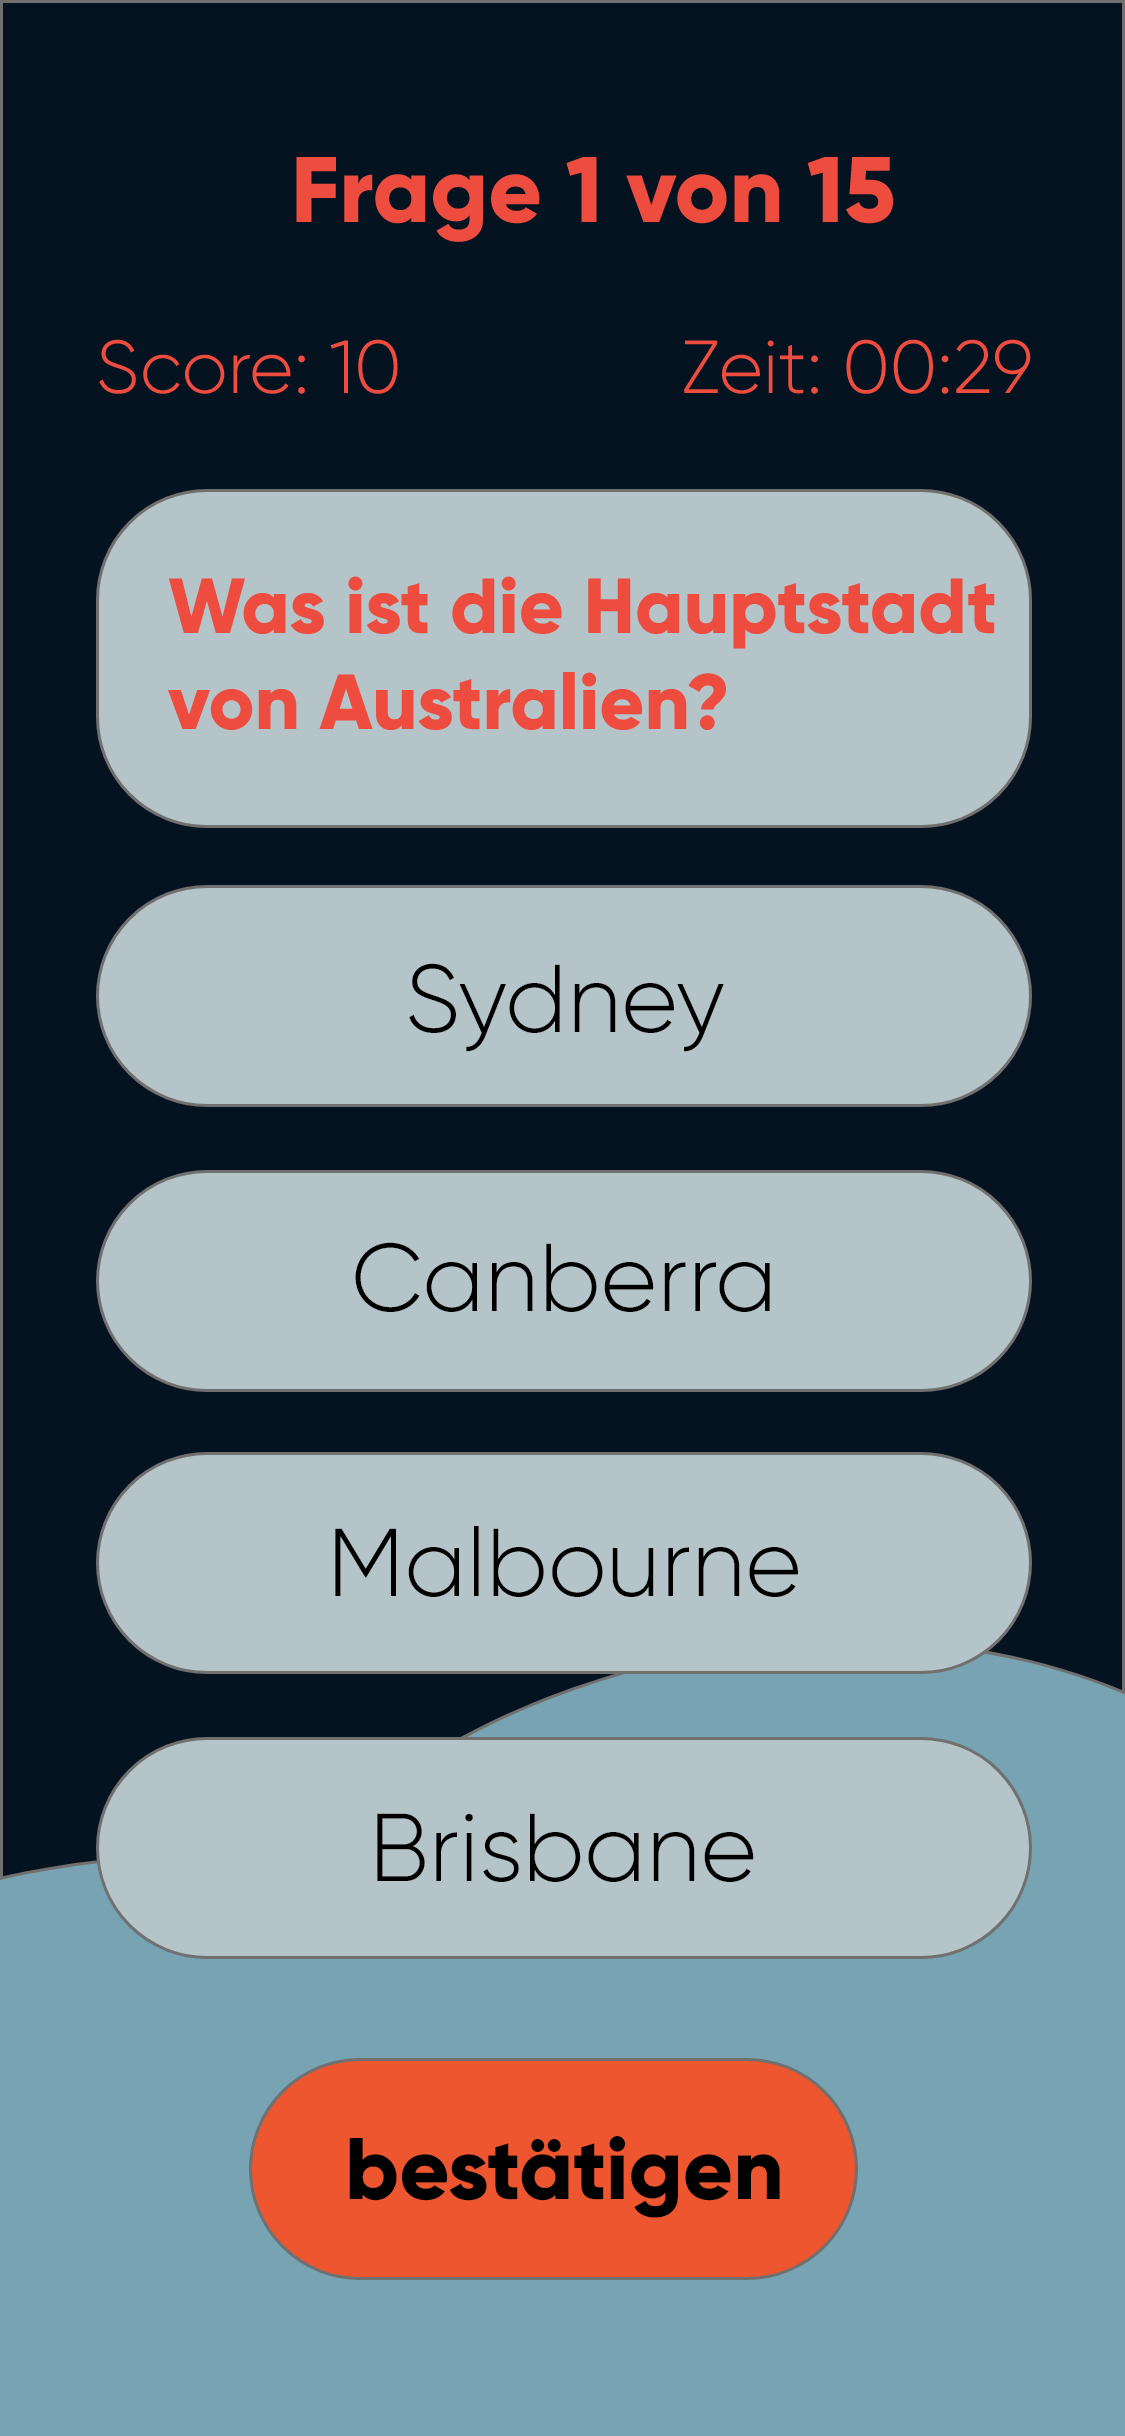 Frage 1 von 15
Score: 10
Zeit: 00:29
Was ist die Hauptstadt
von Australien?
Sydney
Canberra
Malbourne
Brisbane
bestätigen